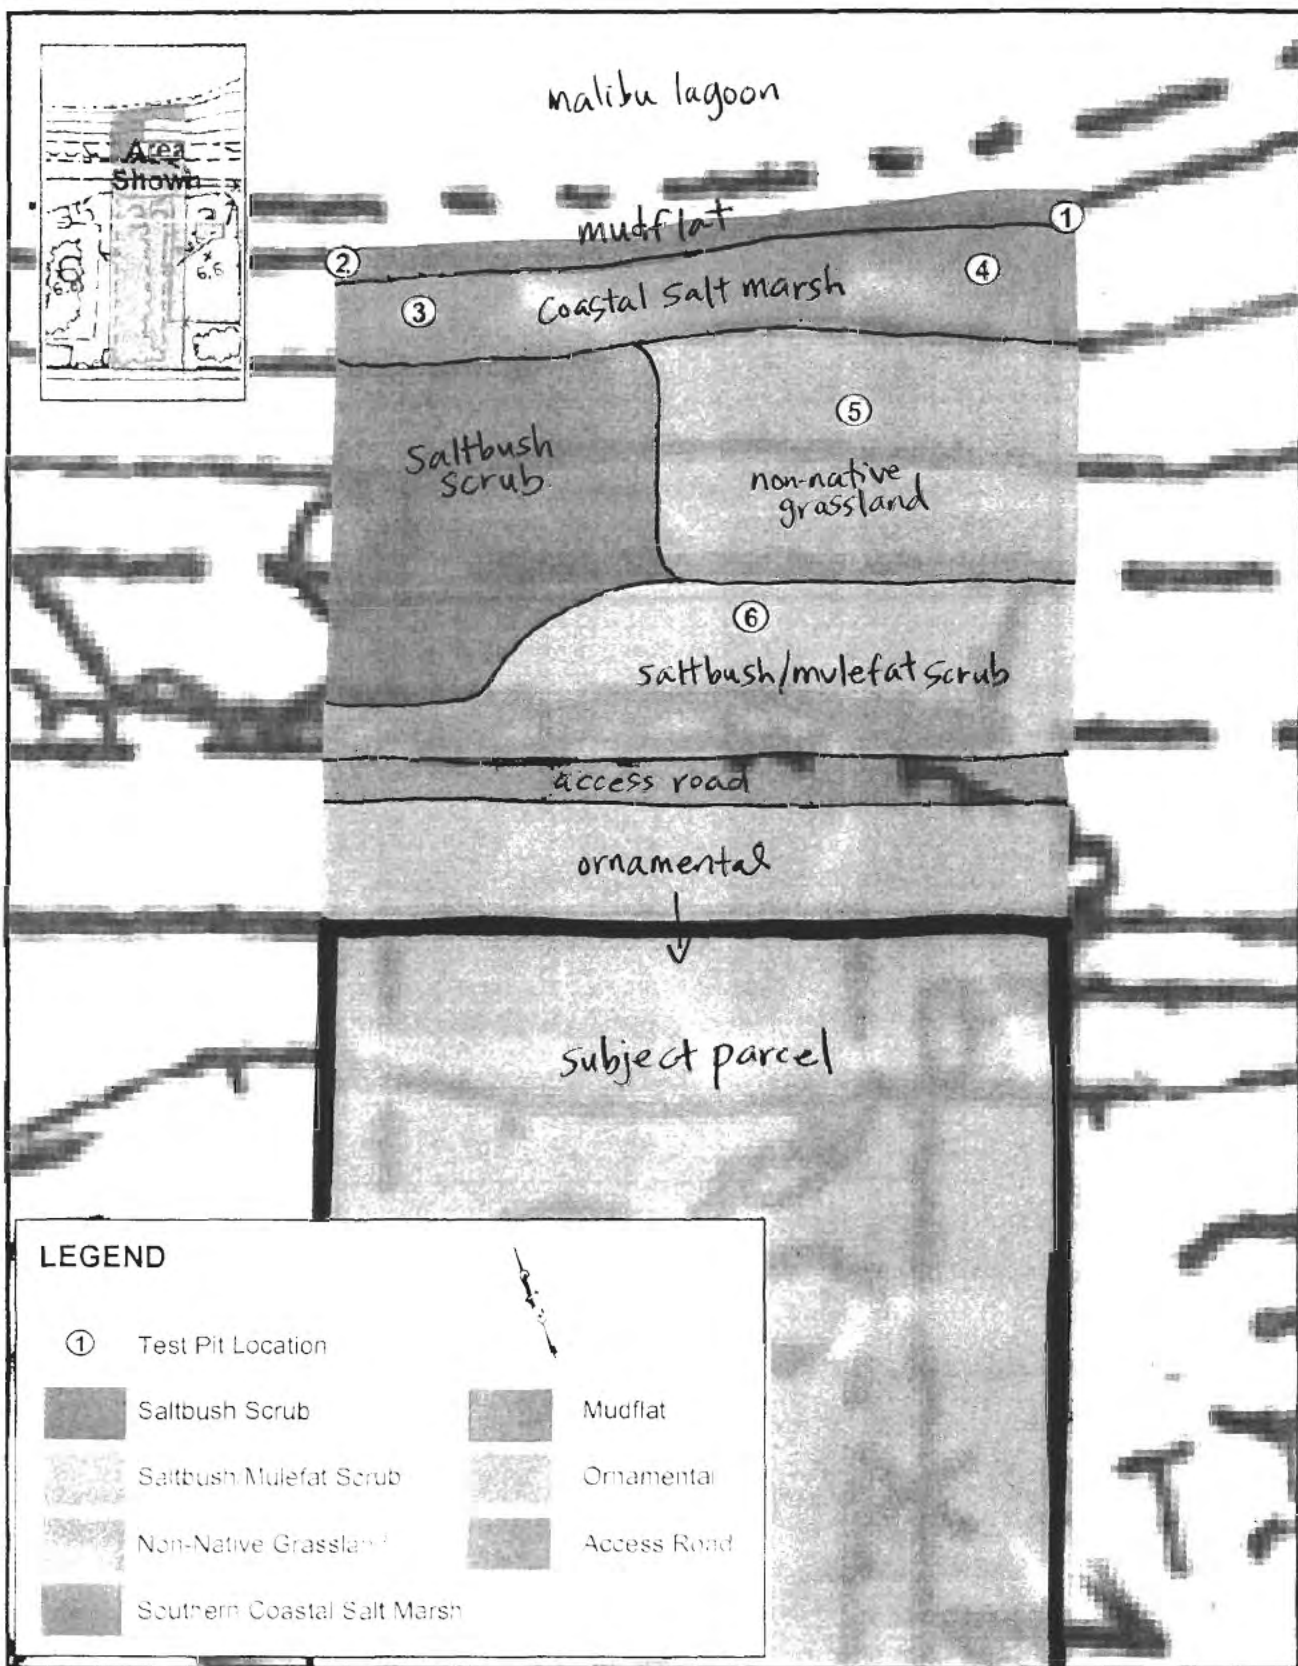 malibu lagoon
Area
Shown
6.6
mudflat
1
2
3
Coastal Salt marsh
4
Saltbush
scrub
5
non-native
grassland
6
saltbush/mulefat scrub
access road
ornamental
subject parcel
LEGEND
1 Test Pit Location
Saltbush Scrub
Mudflat
Saltbush Mulefat Scrub
Ornamental
Non-Native Grassland
Access Road
Southern Coastal Salt Marsh